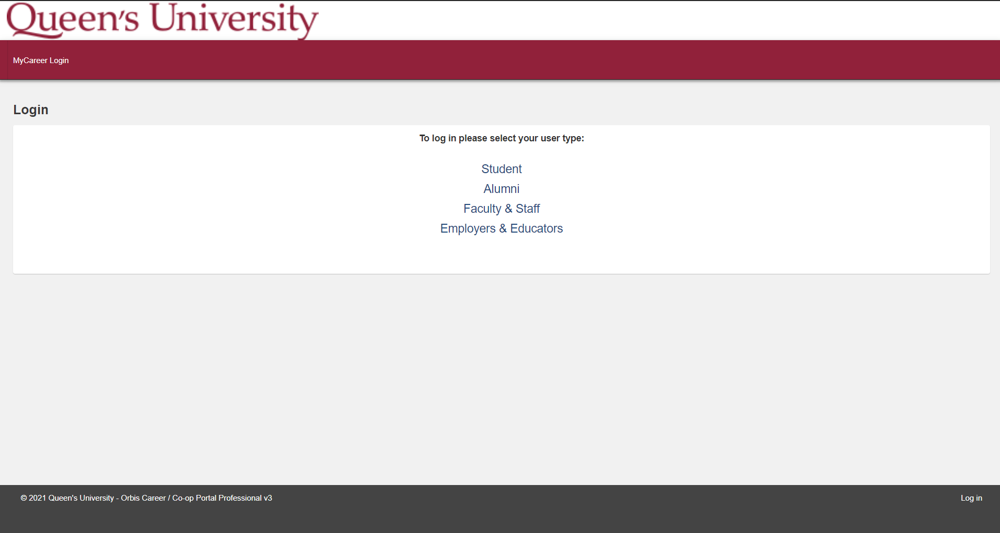 Queen's University
MyCareer Login
Login
To log in please select your user type:
Student
Alumni
Faculty & Staff
Employers & Educators
© 2021 Queen's University - Orbis Career / Co-op Portal Professional v3
Log in